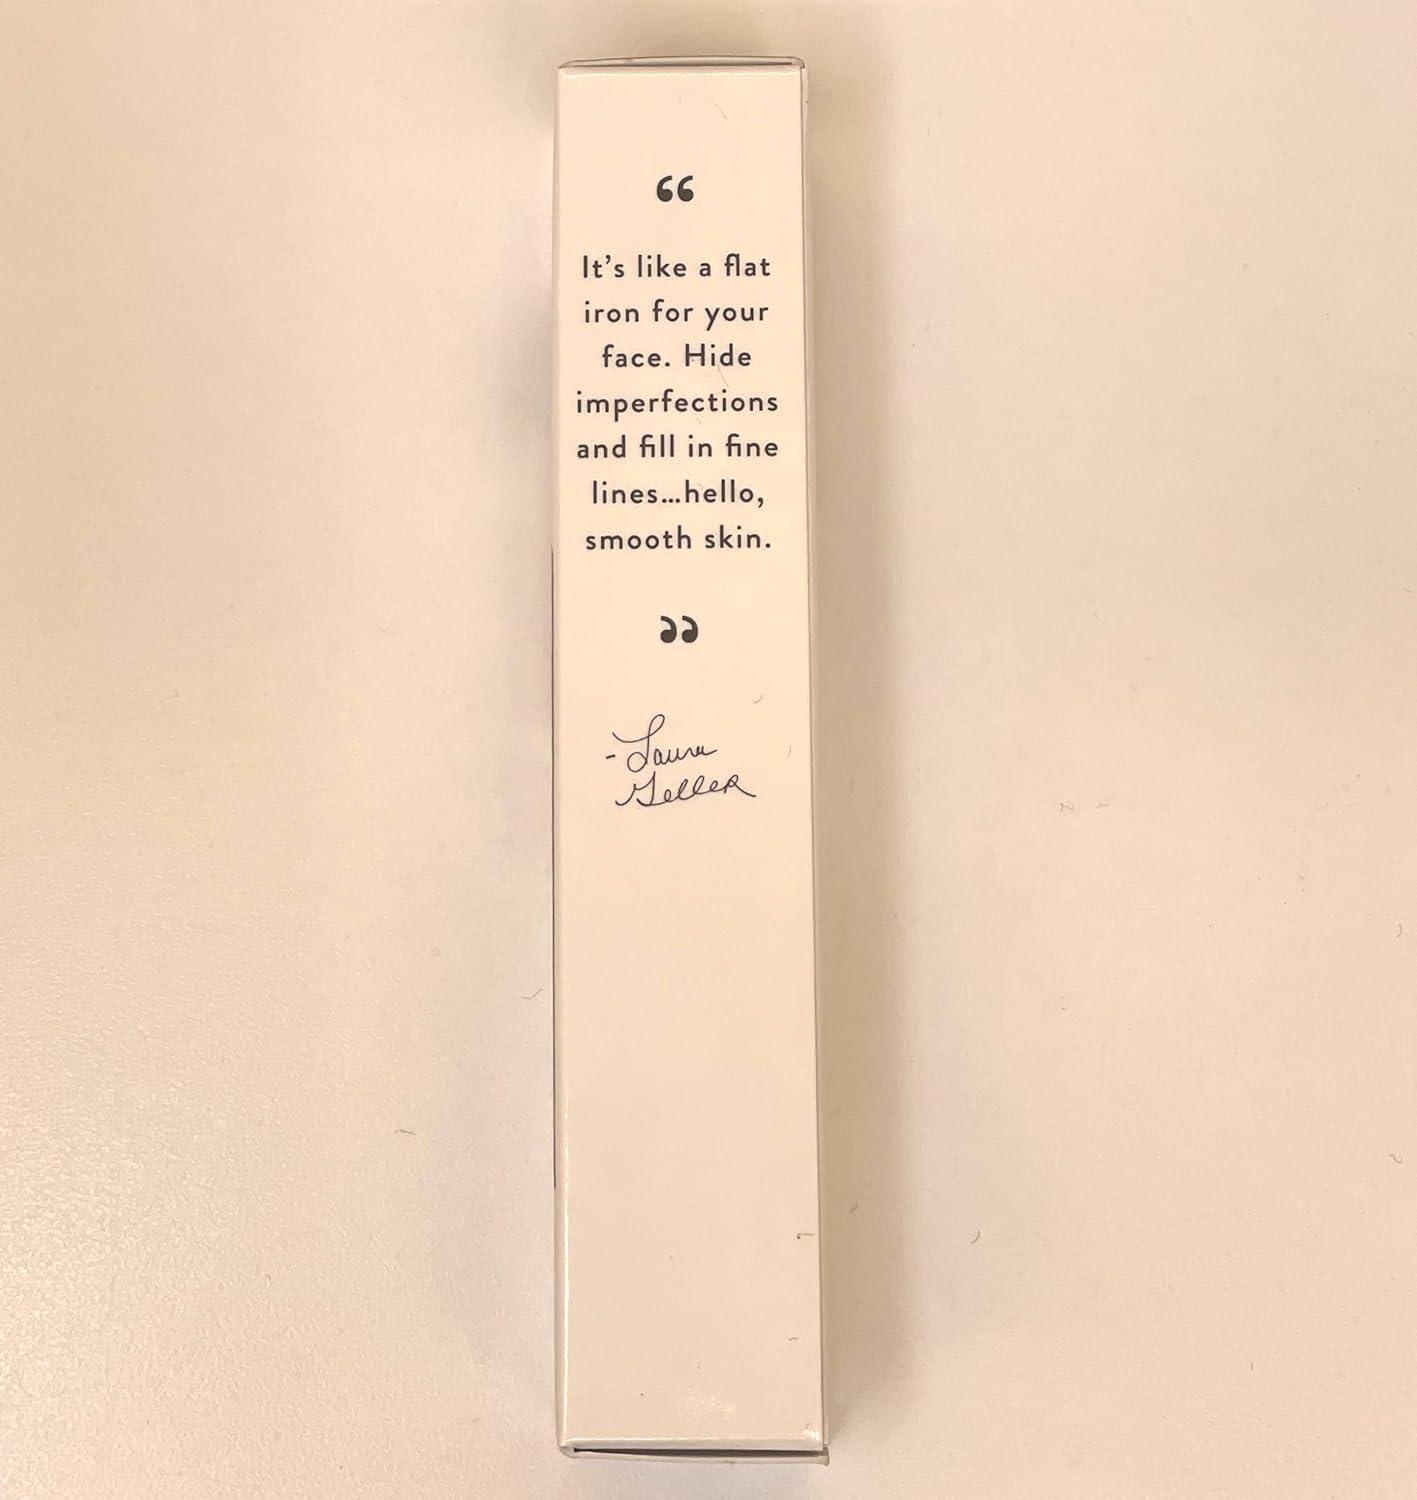 “
It’s like a flat
iron for your
face. Hide
imperfections
and fill in fine
lines...hello,
smooth skin.
”
- Laura
Geller